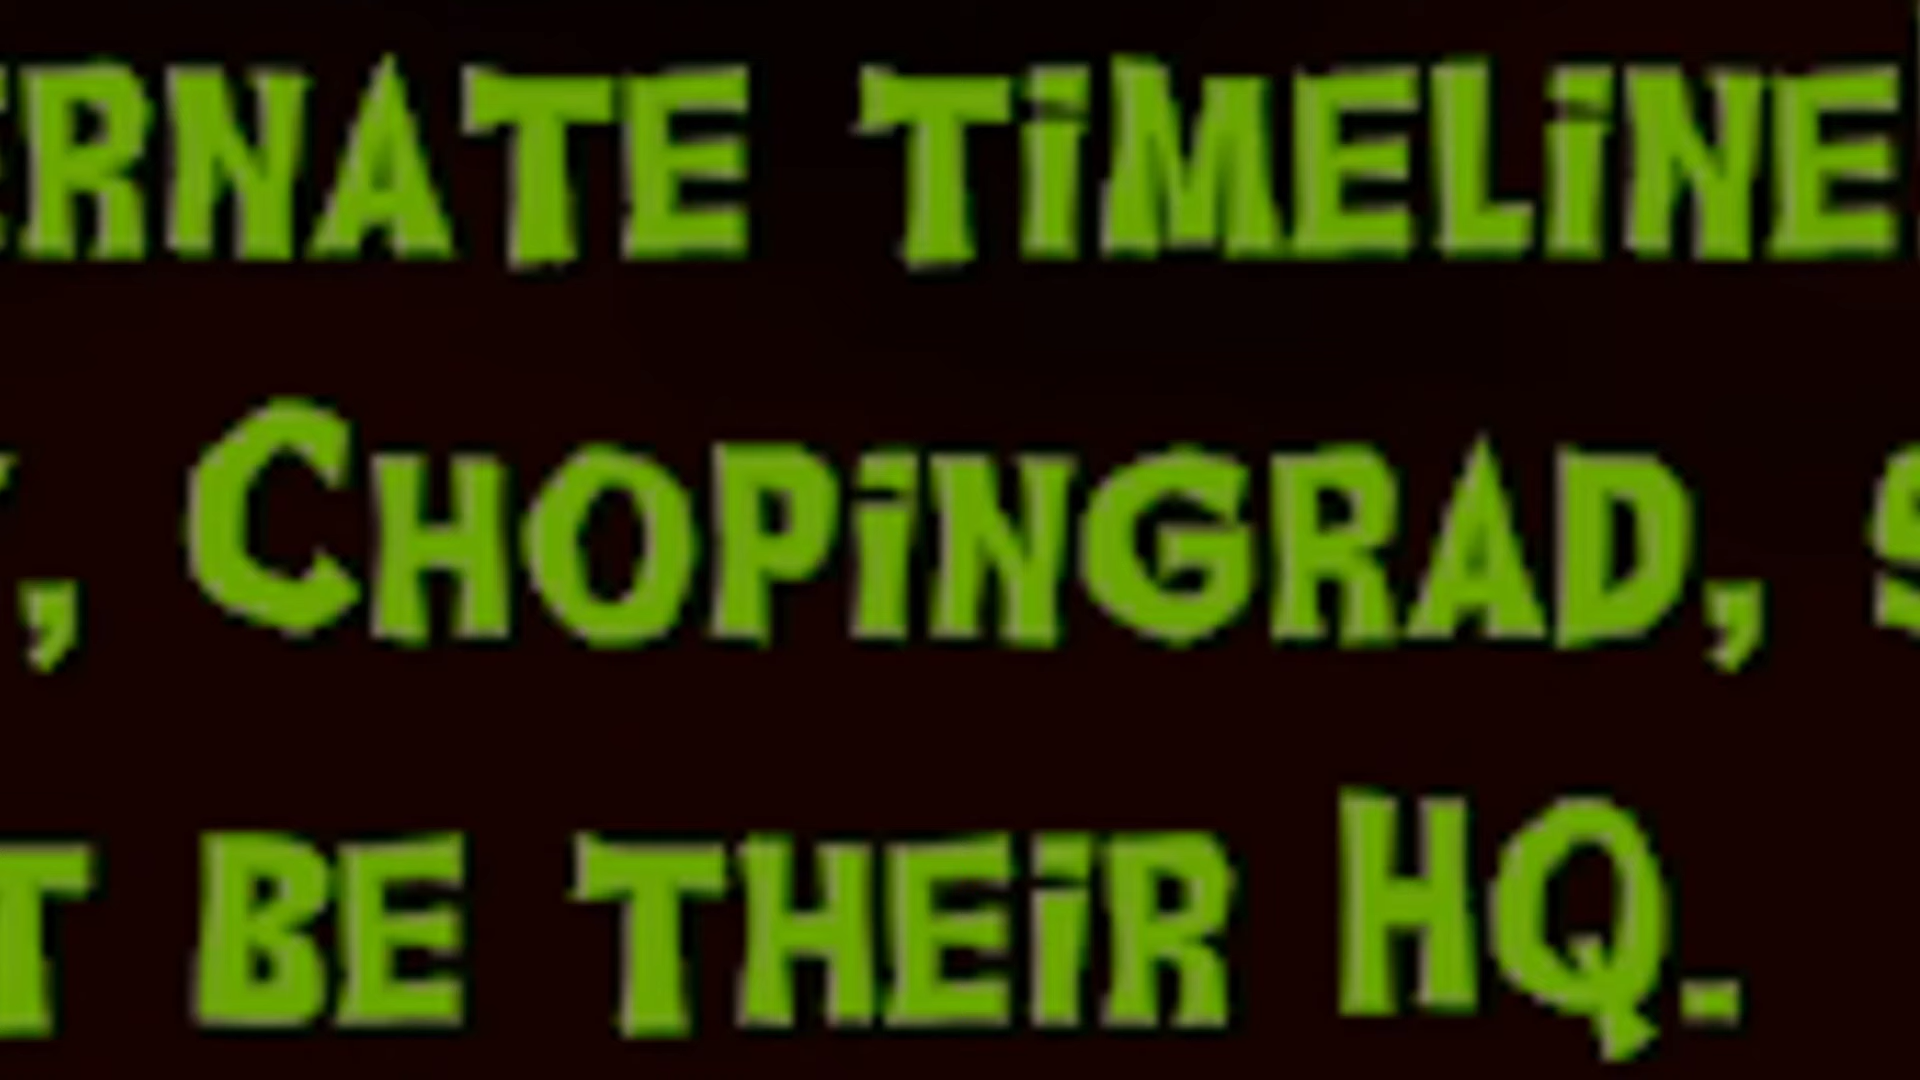 ERNATE TiMELiNE
, CHOPiNGRAD, S
T BE THEiR HQ.